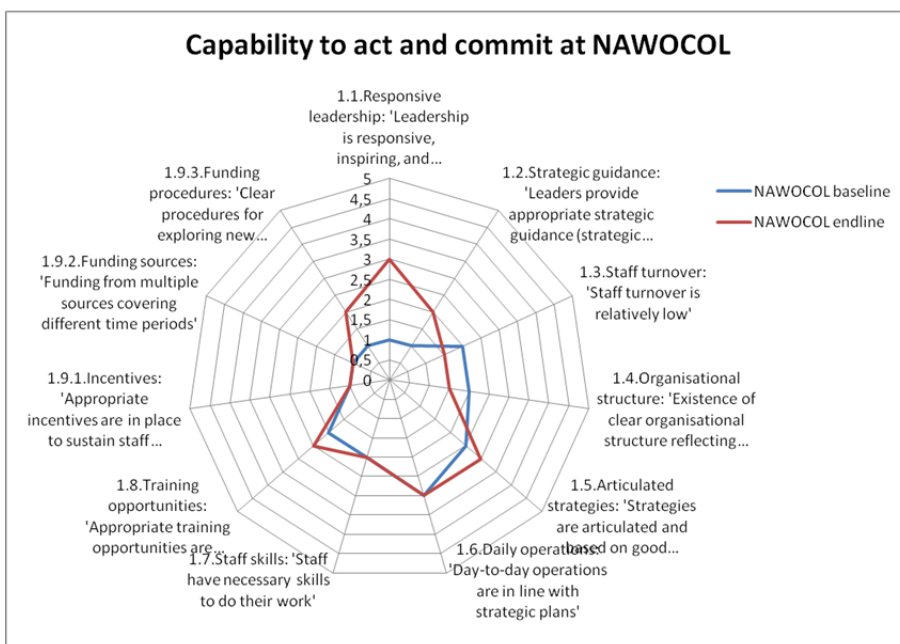 Capability to act and commit at NAWOCOL
1.1.Responsive
leadership: 'Leadership
is responsive,
inspiring, and...
1.2.Strategic guidance:
'Leaders provide
appropriate strategic
guidance (strategic...
1.3.Staff turnover:
'Staff turnover is
relatively low'
1.4.Organisational
structure: 'Existence of
clear organisational
structure reflecting...
1.5.Articulated
strategies: 'Strategies
are articulated and
based on good...
1.6.Daily operations:
'Day-to-day operations
are in line with
strategic plans'
1.7.Staff skills: 'Staff
have necessary skills
to do their work'
1.8.Training
opportunities:
'Appropriate training
opportunities are...
1.9.1.Incentives:
'Appropriate
incentives are in place
to sustain staff...
1.9.2.Funding sources:
'Funding from multiple
sources covering
different time periods'
1.9.3.Funding
procedures: 'Clear
procedures for
exploring new...
5
4,5
4
3,5
3
2,5
2
1,5
1
0,5
0
NAWOCOL baseline
NAWOCOL endline